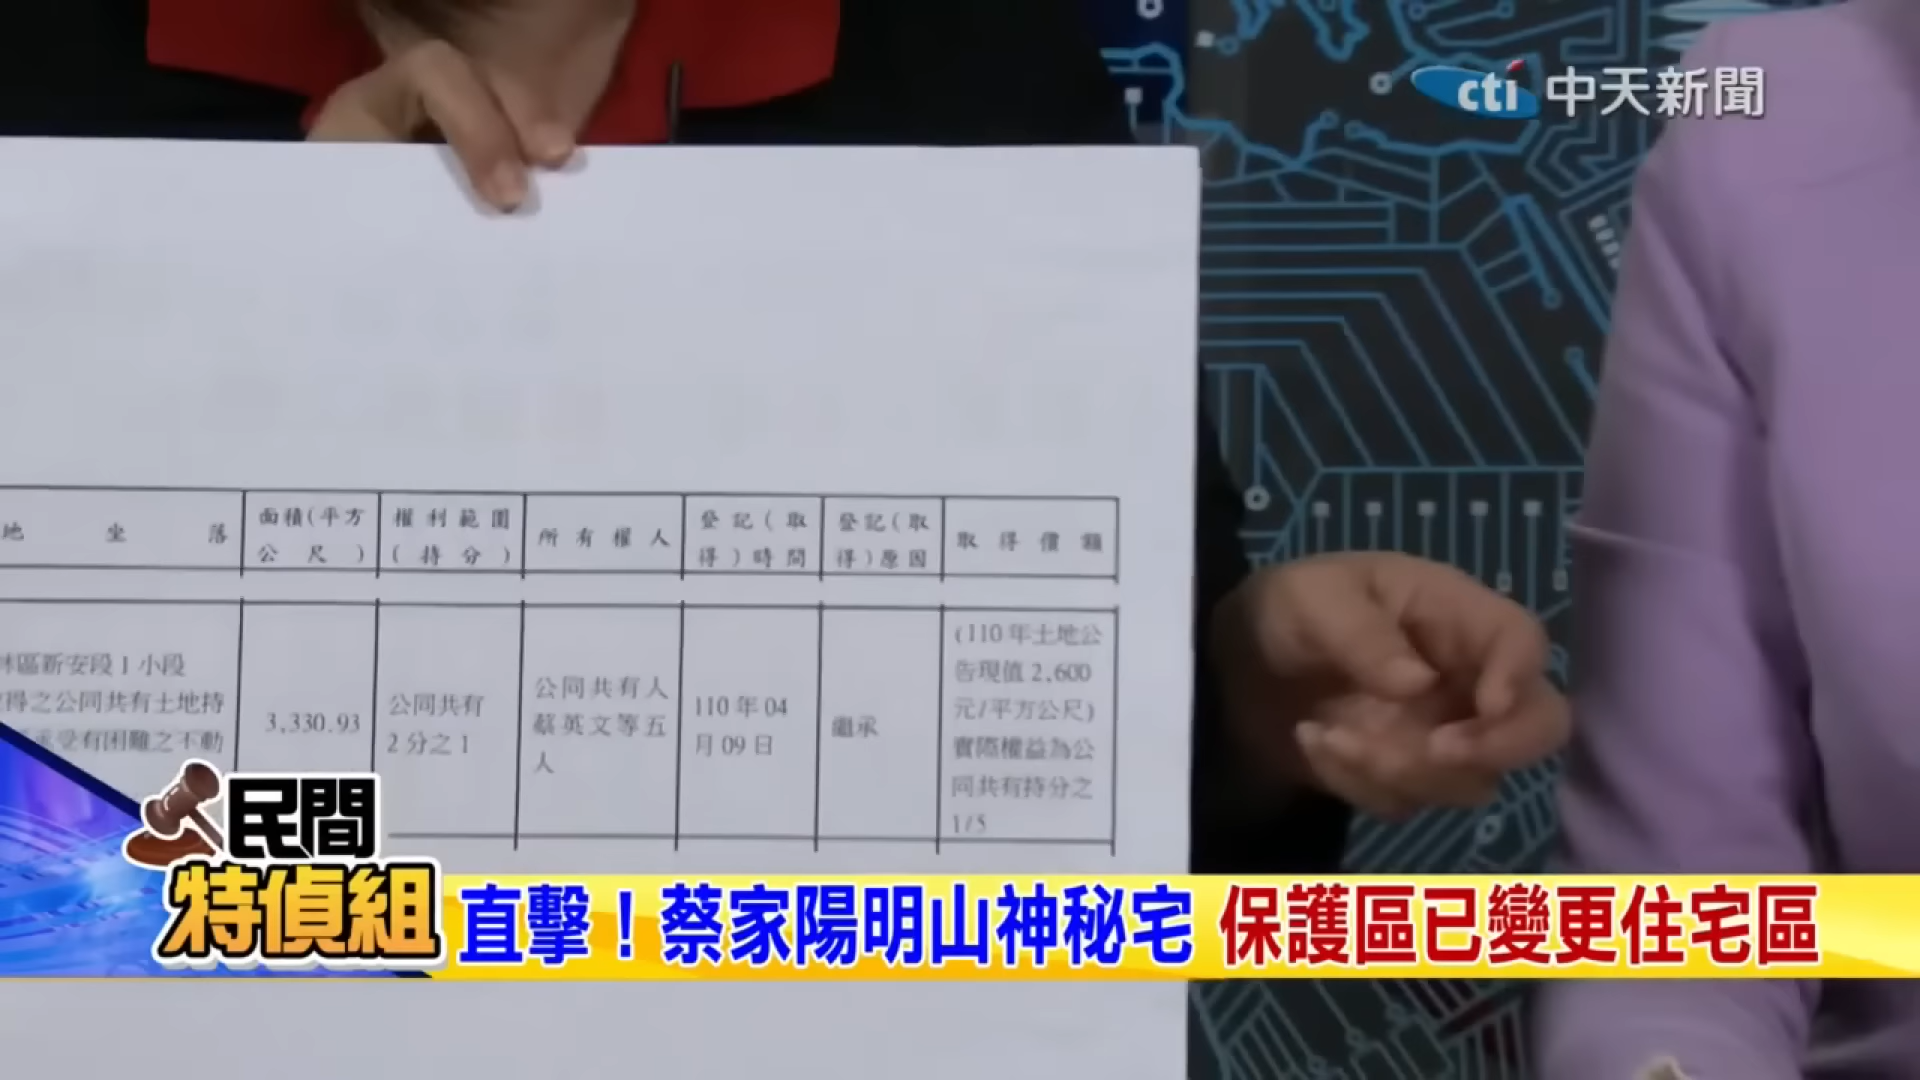 cti 中天新聞
地坐落
面積(平方公尺)
權利範圍(持分)
所有權人
登記(取得)時間
登記(取得)原因
取得價額
林區新安段1小段
得之公同共有土地持
承受有困難之不動
3,330.93
公同共有
2分之1
公同共有人
蔡英文等五
人
110年04
月09日
繼承
(110年土地公
告現值2,600
元/平方公尺)
實際權益為公
同共有持分之
1/5
民間
特偵組
直擊！蔡家陽明山神秘宅 保護區已變更住宅區